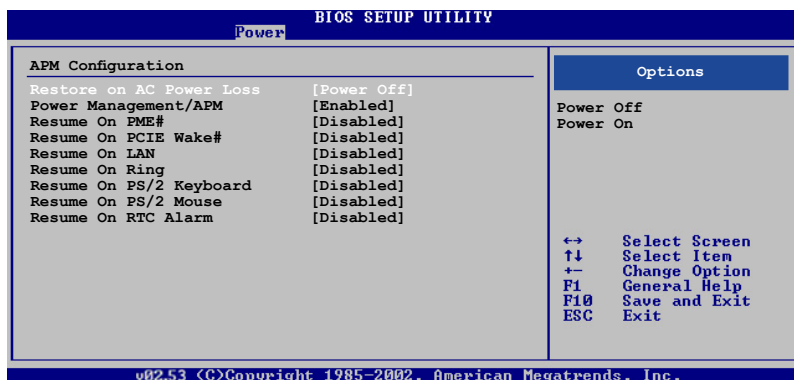 BIOS SETUP UTILITY
Power
APM Configuration
Restore on AC Power Loss [Power Off]
Power Management/APM [Enabled]
Resume On PME# [Disabled]
Resume On PCIE Wake# [Disabled]
Resume On LAN [Disabled]
Resume On Ring [Disabled]
Resume On PS/2 Keyboard [Disabled]
Resume On PS/2 Mouse [Disabled]
Resume On RTC Alarm [Disabled]
Options
Power Off
Power On
←→ Select Screen
↑↓ Select Item
+- Change Option
F1 General Help
F10 Save and Exit
ESC Exit
v02.53 (C)Copyright 1985-2002, American Megatrends, Inc.